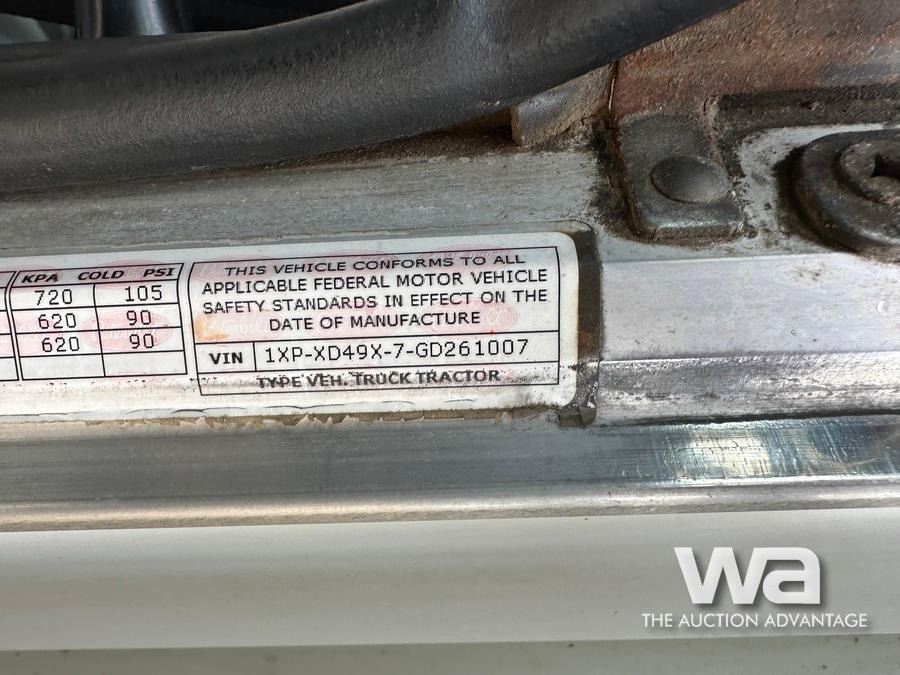 KPA COLD PSI
720 105
620 90
620 90
THIS VEHICLE CONFORMS TO ALL
APPLICABLE FEDERAL MOTOR VEHICLE
SAFETY STANDARDS IN EFFECT ON THE
DATE OF MANUFACTURE
VIN 1XP-XD49X-7-GD261007
TYPE VEH. TRUCK TRACTOR
wa
THE AUCTION ADVANTAGE